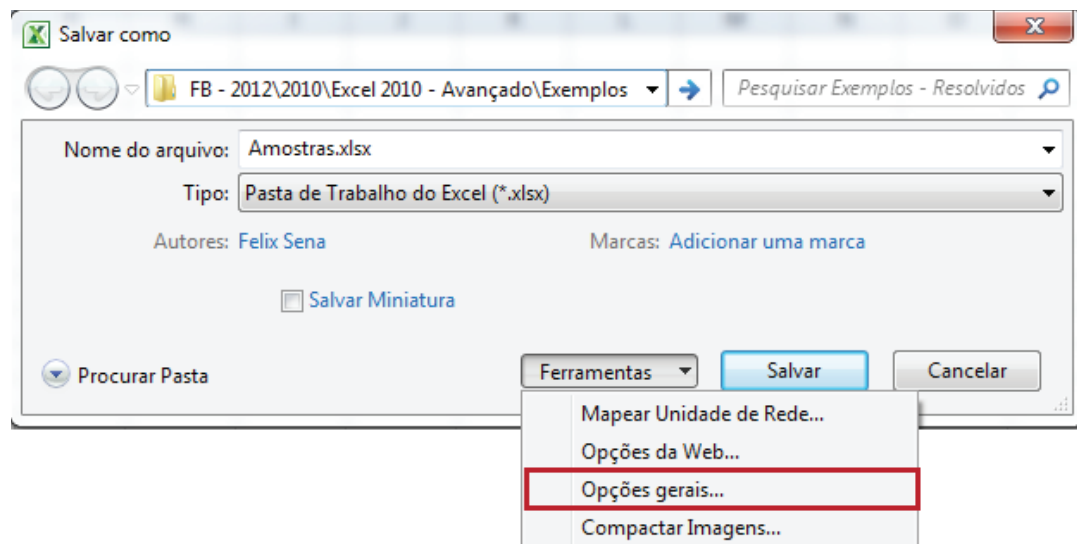 Salvar como
FB - 2012\2010\Excel 2010 - Avançado\Exemplos
Pesquisar Exemplos - Resolvidos
Nome do arquivo: Amostras.xlsx
Tipo: Pasta de Trabalho do Excel (*.xlsx)
Autores: Felix Sena Marcas: Adicionar uma marca
Salvar Miniatura
Procurar Pasta Ferramentas Salvar Cancelar
Mapear Unidade de Rede...
Opções da Web...
Opções gerais...
Compactar Imagens...